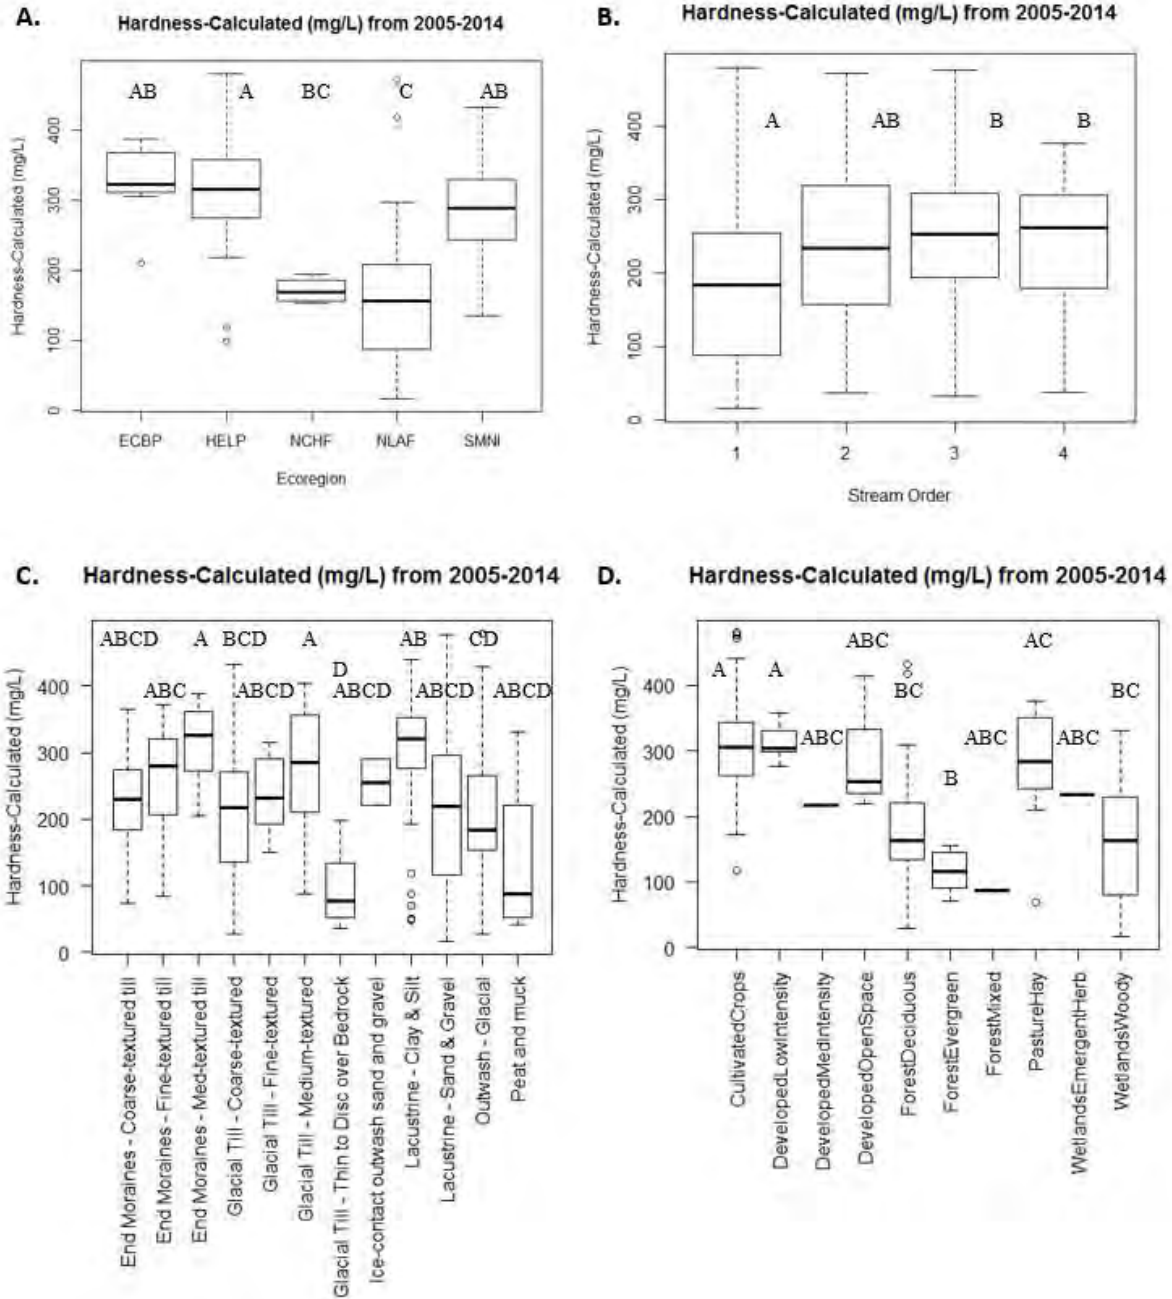 A.
Hardness-Calculated (mg/L) from 2005-2014
Hardness-Calculated (mg/L)
400
300
200
100
0
AB
A
BC
C
AB
ECBP
HELP
NCHF
NLAF
SMNI
Ecoregion
B.
Hardness-Calculated (mg/L) from 2005-2014
Hardness-Calculated (mg/L)
400
300
200
100
0
A
AB
B
B
1
2
3
4
Stream Order
C.
Hardness-Calculated (mg/L) from 2005-2014
Hardness-Calculated (mg/L)
400
300
200
100
0
ABCD
A
BCD
A
AB
CD
D
ABC
ABCD
ABCD
ABCD
ABCD
End Moraines - Coarse-textured till
End Moraines - Fine-textured till
End Moraines - Med-textured till
Glacial Till - Coarse-textured
Glacial Till - Fine-textured
Glacial Till - Medium-textured
Glacial Till - Thin to Disc over Bedrock
Ice-contact outwash sand and gravel
Lacustrine - Clay & Silt
Lacustrine - Sand & Gravel
Outwash - Glacial
Peat and muck
D.
Hardness-Calculated (mg/L) from 2005-2014
Hardness-Calculated (mg/L)
400
300
200
100
0
ABC
AC
A
A
BC
BC
ABC
ABC
ABC
B
CultivatedCrops
DevelopedLowIntensity
DevelopedMedIntensity
DevelopedOpenSpace
ForestDeciduous
ForestEvergreen
ForestMixed
PastureHay
WetlandsEmergentHerb
WetlandsWoody